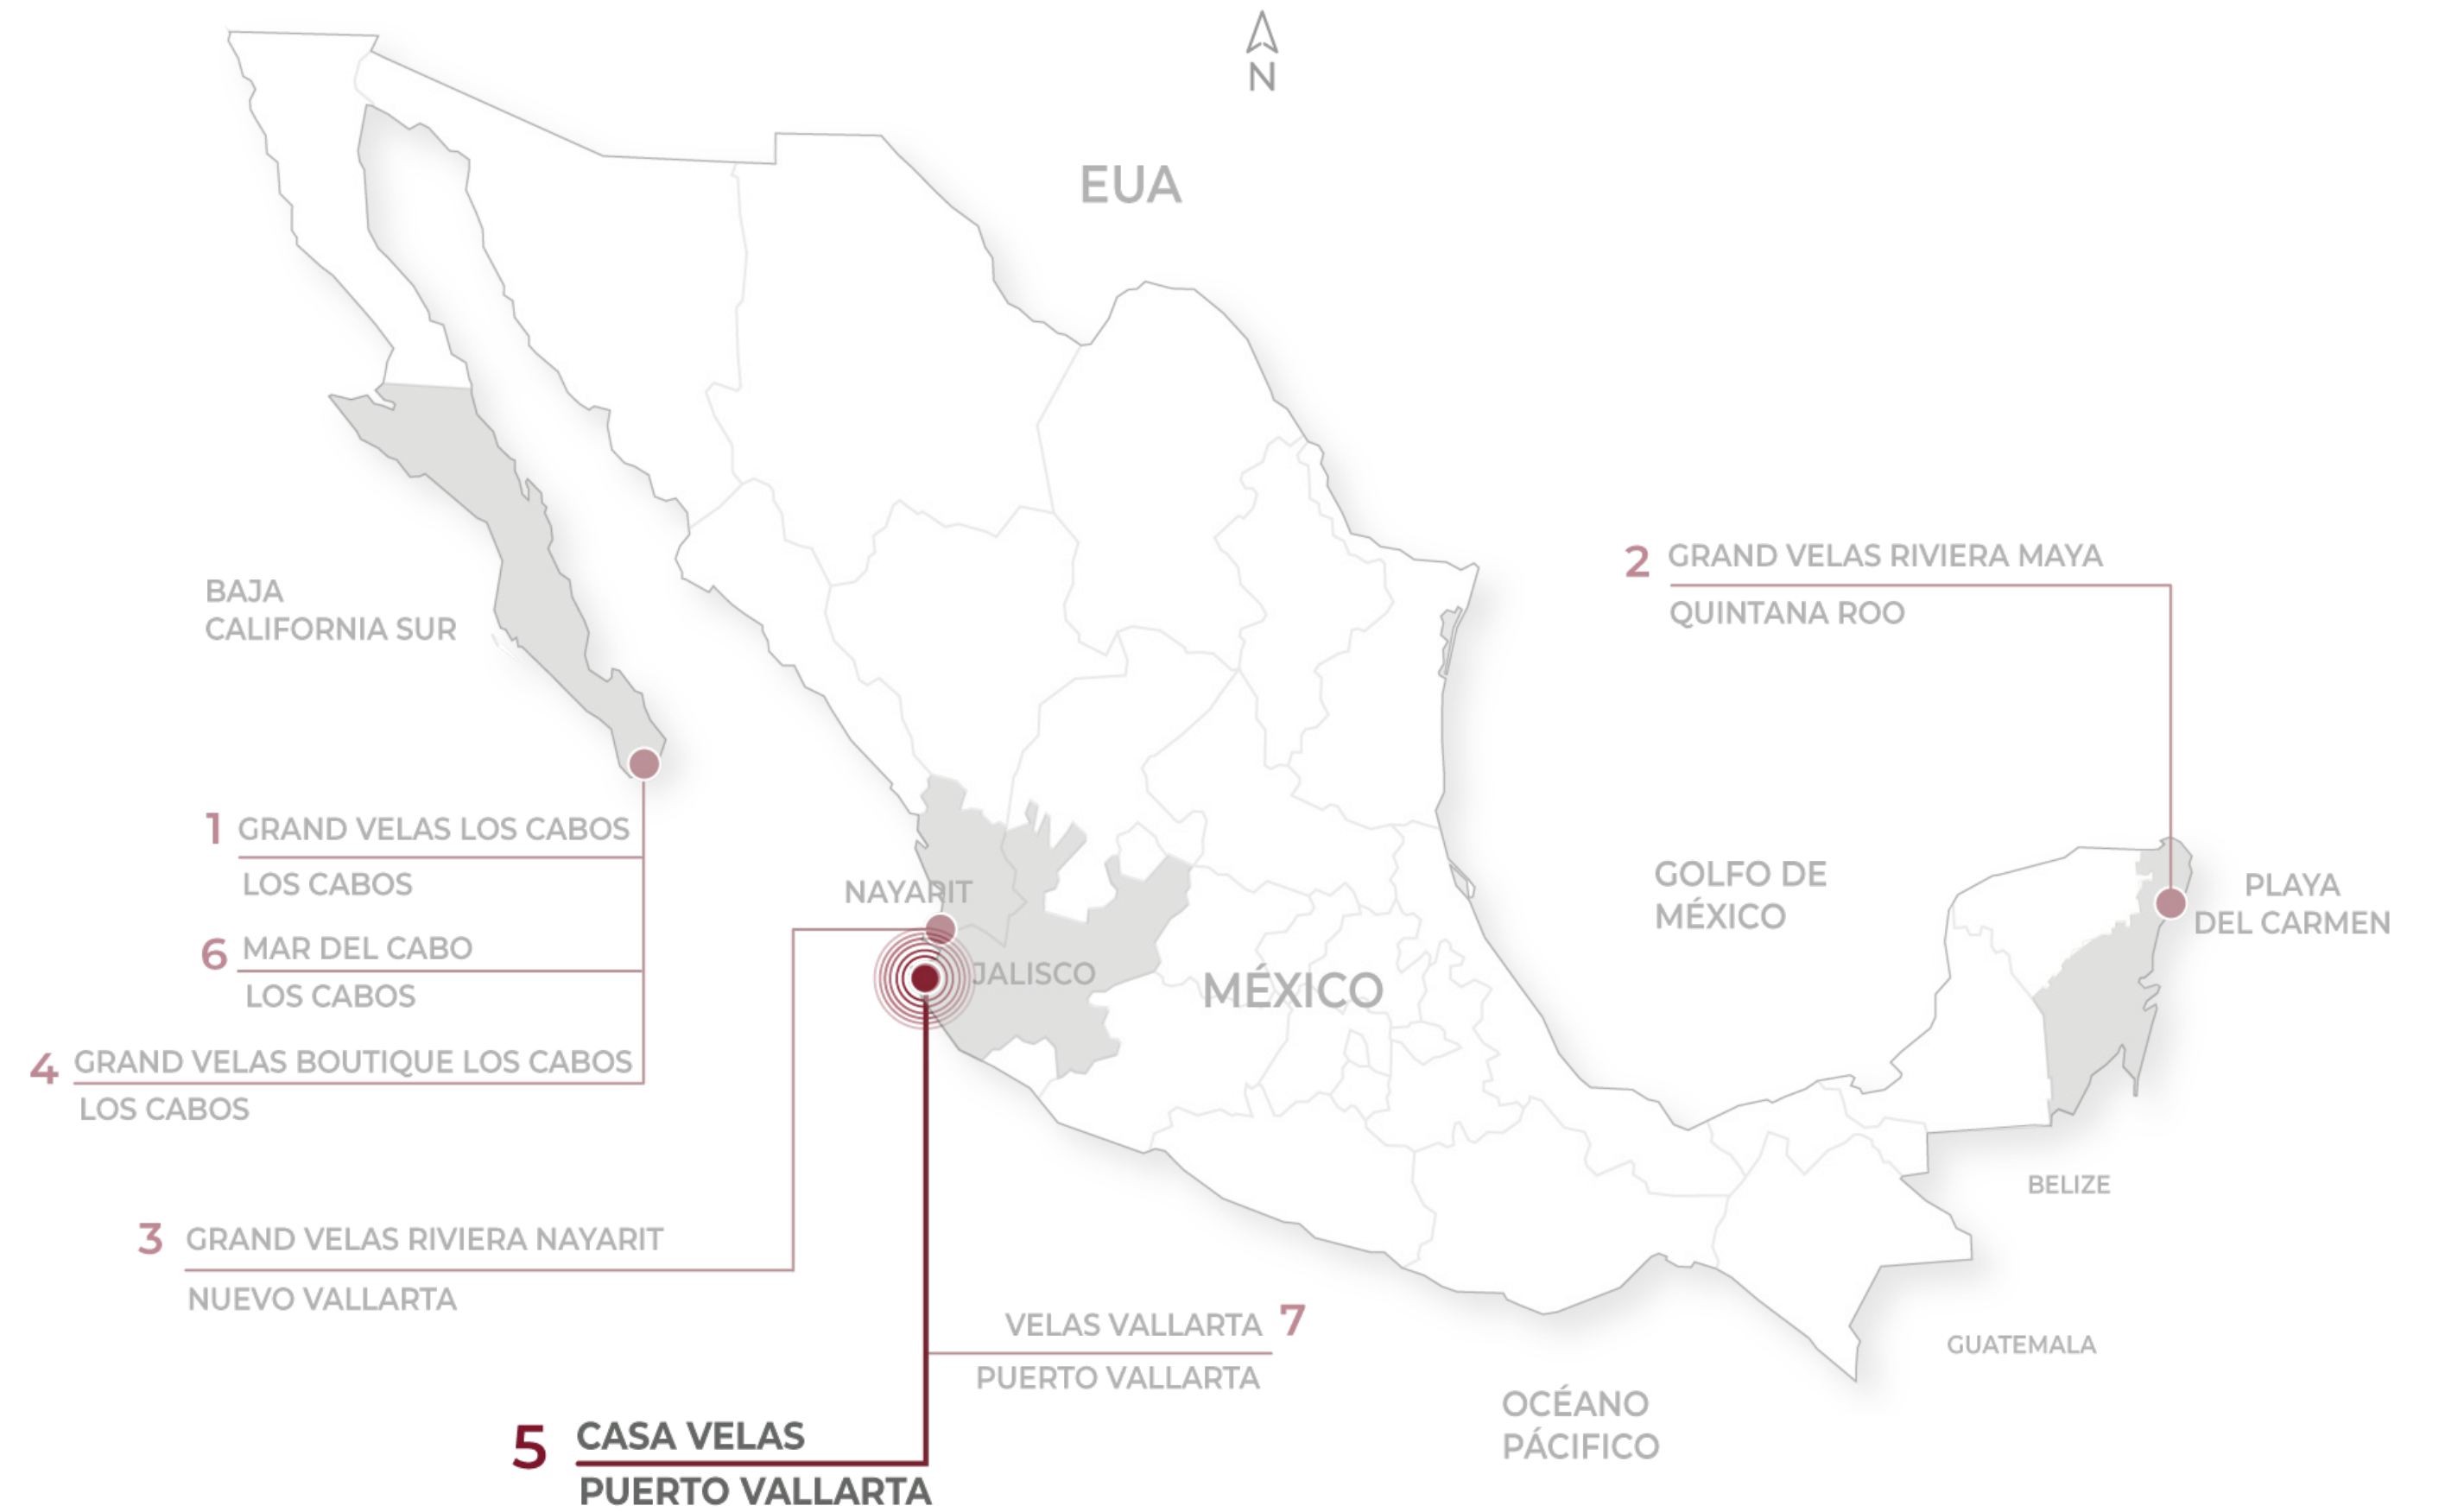 N
EUA
2 GRAND VELAS RIVIERA MAYA
QUINTANA ROO
BAJA
CALIFORNIA SUR
1 GRAND VELAS LOS CABOS
LOS CABOS
6 MAR DEL CABO
LOS CABOS
4 GRAND VELAS BOUTIQUE LOS CABOS
LOS CABOS
NAYARIT
JALISCO
MÉXICO
GOLFO DE
MÉXICO
PLAYA
DEL CARMEN
BELIZE
GUATEMALA
3 GRAND VELAS RIVIERA NAYARIT
NUEVO VALLARTA
VELAS VALLARTA 7
PUERTO VALLARTA
5 CASA VELAS
PUERTO VALLARTA
OCÉANO
PÁCIFICO